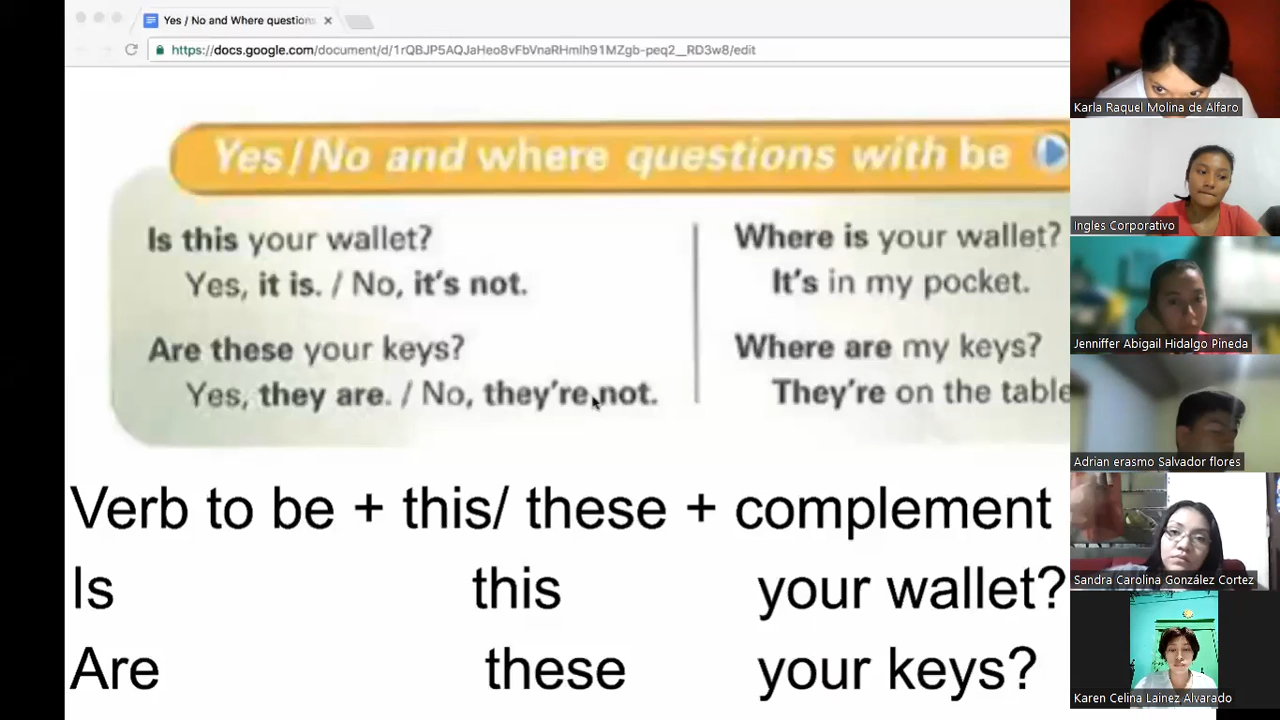 Yes / No and Where question
https://docs.google.com/document/d/1rQBJP5AQJaHeo8vFbVnaRHmIh91MZgb-peq2__RD3w8/edit
Yes/No and where questions with be
Is this your wallet?
Yes, it is. / No, it's not.
Are these your keys?
Yes, they are. / No, they're not.
Where is your wallet?
It's in my pocket.
Where are my keys?
They're on the table
Verb to be + this/ these + complement
Is this your wallet?
Are these your keys?
Karla Raquel Molina de Alfaro
Ingles Corporativo
Jenniffer Abigail Hidalgo Pineda
Adrian erasmo Salvador flores
Sandra Carolina González Cortez
Karen Celina Lainez Alvarado